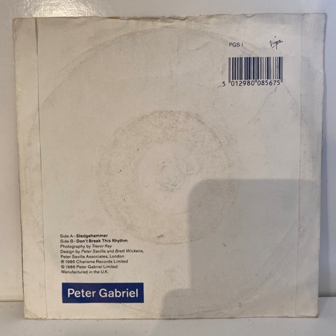 PGS 1
Virgin
5 012980 085675
Side A - Sledgehammer
Side B - Don't Break This Rhythm
Photography by Trevor Key
Design by Peter Saville and Brett Wickens,
Peter Saville Associates, London
℗ 1986 Charisma Records Limited
© 1986 Peter Gabriel Limited
Manufactured in the U.K.
Peter Gabriel